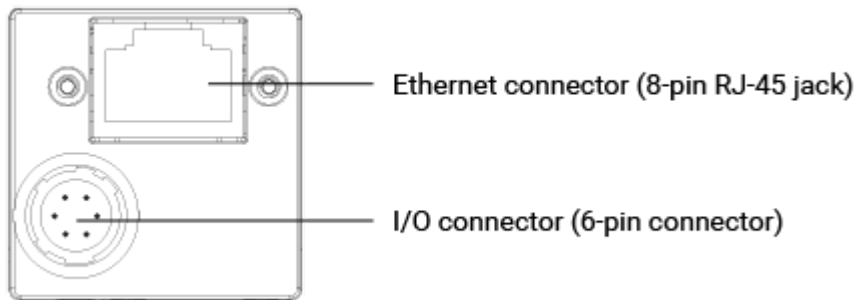 Ethernet connector (8-pin RJ-45 jack)
I/O connector (6-pin connector)